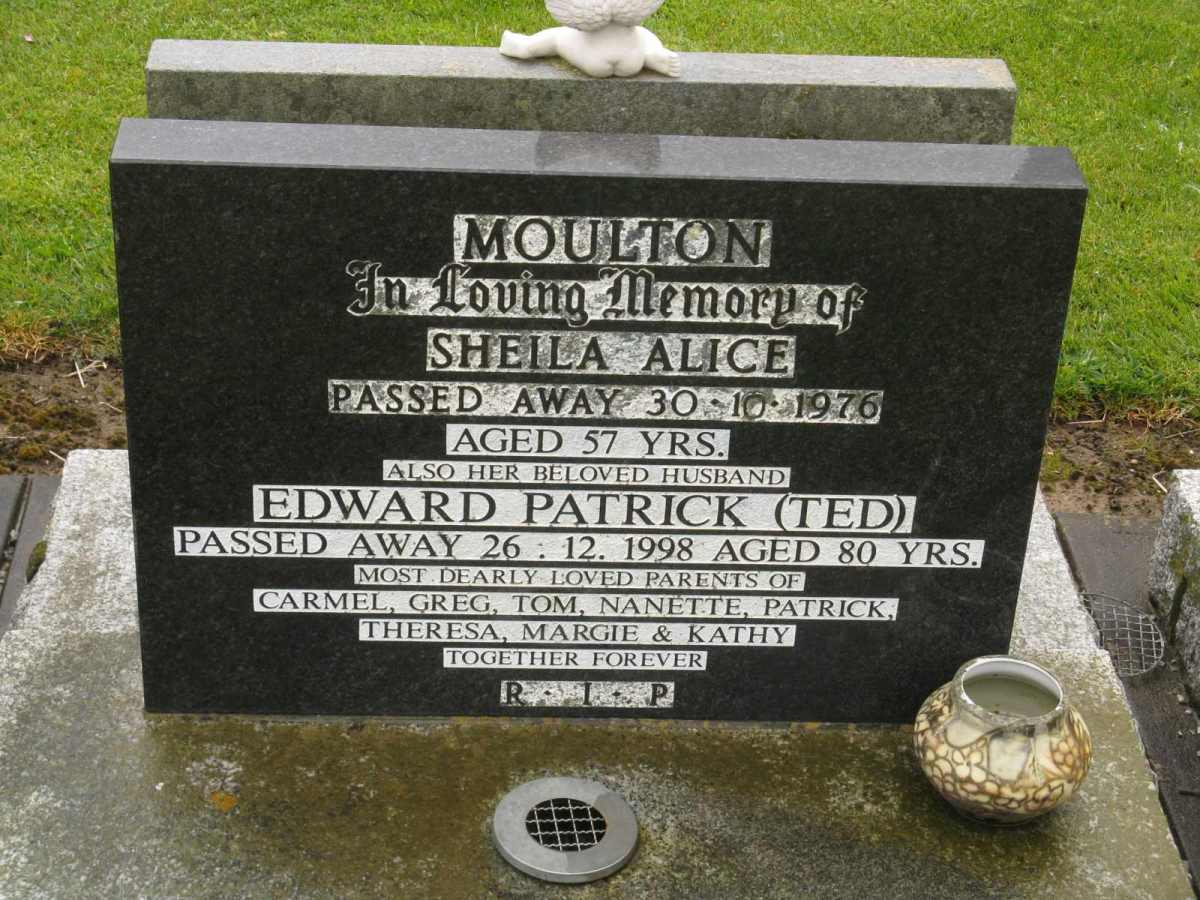 MOULTON
In Loving Memory of
SHEILA ALICE
PASSED AWAY 30·10·1976
AGED 57 YRS.
ALSO HER BELOVED HUSBAND
EDWARD PATRICK (TED)
PASSED AWAY 26 . 12. 1998 AGED 80 YRS.
MOST DEARLY LOVED PARENTS OF
CARMEL, GREG, TOM, NANETTE, PATRICK,
THERESA, MARGIE & KATHY
TOGETHER FOREVER
R · I · P